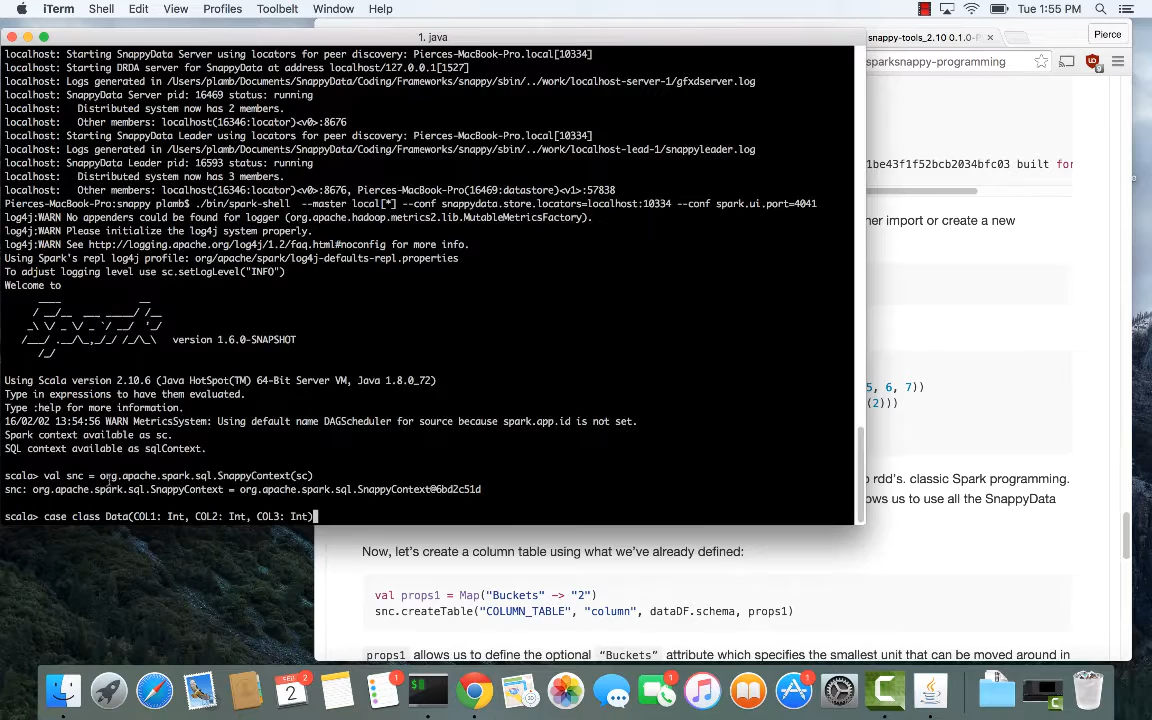 iTerm Shell Edit View Profiles Toolbelt Window Help Tue 1:55 PM
1. java
snappy-tools_2.10 0.1.0-P
Pierce
sparksnappy-programming
localhost: Starting SnappyData Server using locators for peer discovery: Pierces-MacBook-Pro.local[10334]
localhost: Starting DRDA server for SnappyData at address localhost/127.0.0.1[1527]
localhost: Logs generated in /Users/plamb/Documents/SnappyData/Coding/Frameworks/snappy/sbin/../work/localhost-server-1/gfxdserver.log
localhost: SnappyData Server pid: 16469 status: running
localhost:   Distributed system now has 2 members.
localhost:   Other members: localhost(16346:locator)<v0>:8676
localhost: Starting SnappyData Leader using locators for peer discovery: Pierces-MacBook-Pro.local[10334]
localhost: Logs generated in /Users/plamb/Documents/SnappyData/Coding/Frameworks/snappy/sbin/../work/localhost-lead-1/snappyleader.log
localhost: SnappyData Leader pid: 16593 status: running
localhost:   Distributed system now has 3 members.
localhost:   Other members: localhost(16346:locator)<v0>:8676, Pierces-MacBook-Pro(16469:datastore)<v1>:57838
Pierces-MacBook-Pro:snappy plamb$ ./bin/spark-shell  --master local[*] --conf snappydata.store.locators=localhost:10334 --conf spark.ui.port=4041
log4j:WARN No appenders could be found for logger (org.apache.hadoop.metrics2.lib.MutableMetricsFactory).
log4j:WARN Please initialize the log4j system properly.
log4j:WARN See http://logging.apache.org/log4j/1.2/faq.html#noconfig for more info.
Using Spark's repl log4j profile: org/apache/spark/log4j-defaults-repl.properties
To adjust logging level use sc.setLogLevel("INFO")
Welcome to
version 1.6.0-SNAPSHOT
Using Scala version 2.10.6 (Java HotSpot(TM) 64-Bit Server VM, Java 1.8.0_72)
Type in expressions to have them evaluated.
Type :help for more information.
16/02/02 13:54:56 WARN MetricsSystem: Using default name DAGScheduler for source because spark.app.id is not set.
Spark context available as sc.
SQL context available as sqlContext.
scala> val snc = org.apache.spark.sql.SnappyContext(sc)
snc: org.apache.spark.sql.SnappyContext = org.apache.spark.sql.SnappyContext@6bd2c51d
scala> case class Data(COL1: Int, COL2: Int, COL3: Int)
1be43f1f52bcb2034bfc03 built for
her import or create a new
5, 6, 7))
(2)))
rdd's. classic Spark programming.
ows us to use all the SnappyData
Now, let's create a column table using what we've already defined:
val props1 = Map("Buckets" -> "2")
snc.createTable("COLUMN_TABLE", "column", dataDF.schema, props1)
props1 allows us to define the optional “Buckets” attribute which specifies the smallest unit that can be moved around in